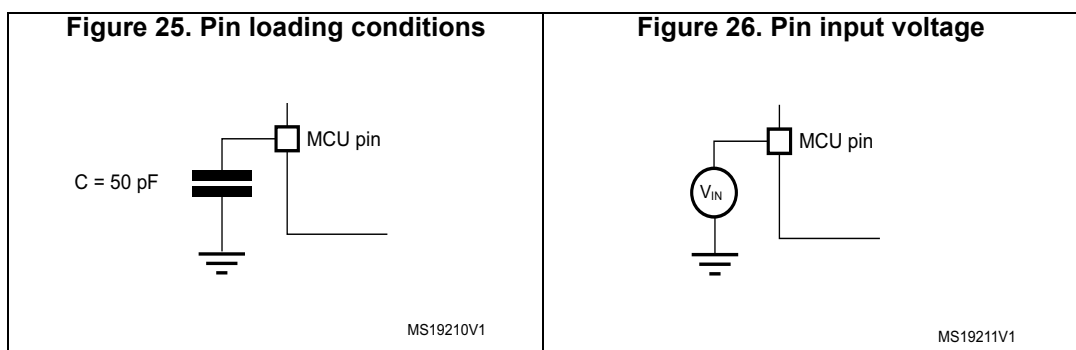 Figure 25. Pin loading conditions
MCU pin
C = 50 pF
MS19210V1
Figure 26. Pin input voltage
MCU pin
VIN
MS19211V1